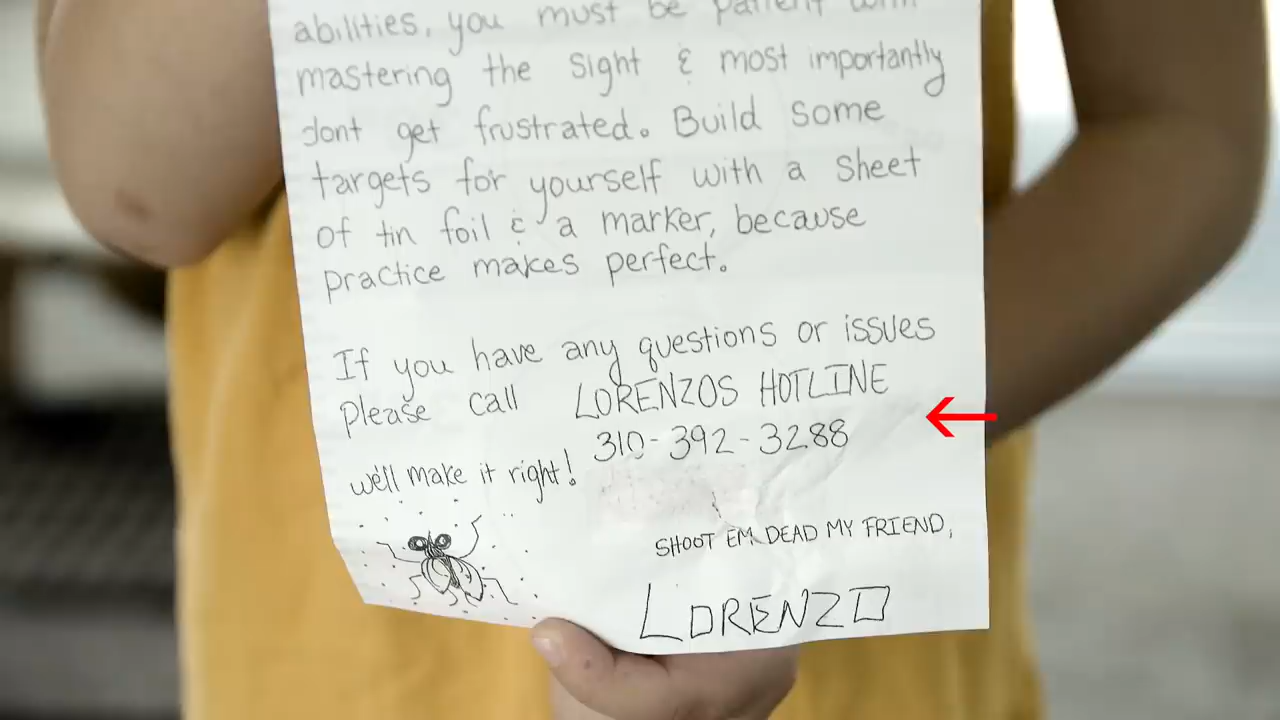 abilities, you must be patient with
mastering the sight & most importantly
dont get frustrated. Build some
targets for yourself with a sheet
of tin foil & a marker, because
practice makes perfect.
If you have any questions or issues
please call LORENZOS HOTLINE
310-392-3288
we'll make it right!
SHOOT EM DEAD MY FRIEND,
LORENZO